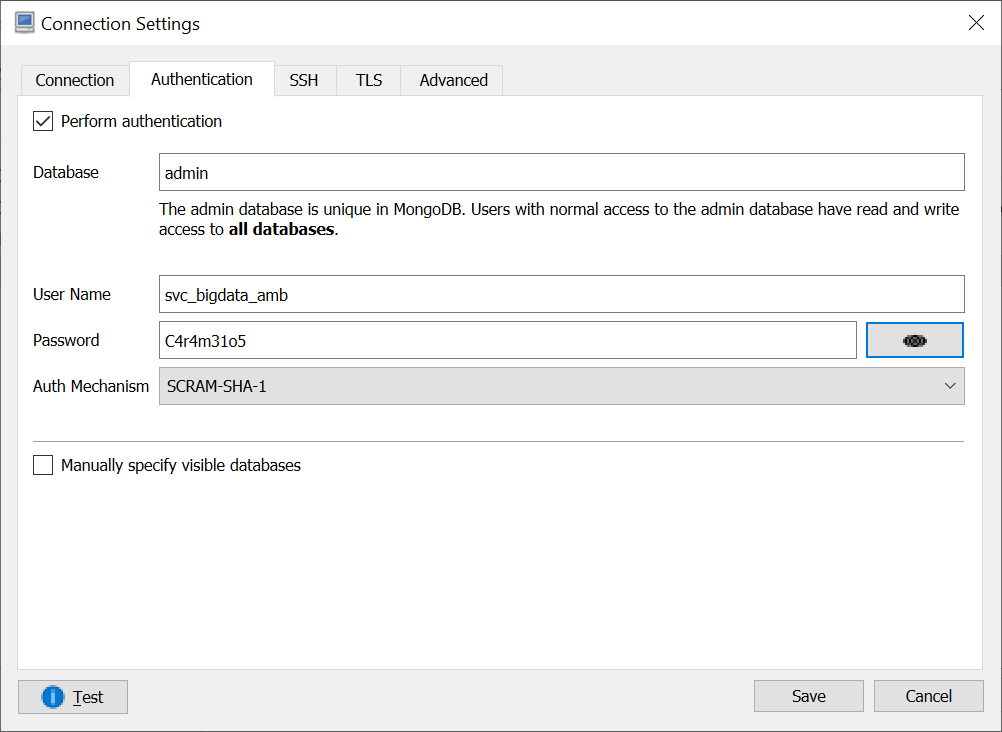 Connection Settings
Connection Authentication SSH TLS Advanced
Perform authentication
Database admin
The admin database is unique in MongoDB. Users with normal access to the admin database have read and write
access to all databases.
User Name svc_bigdata_amb
Password C4r4m31o5
Auth Mechanism SCRAM-SHA-1
Manually specify visible databases
Test Save Cancel